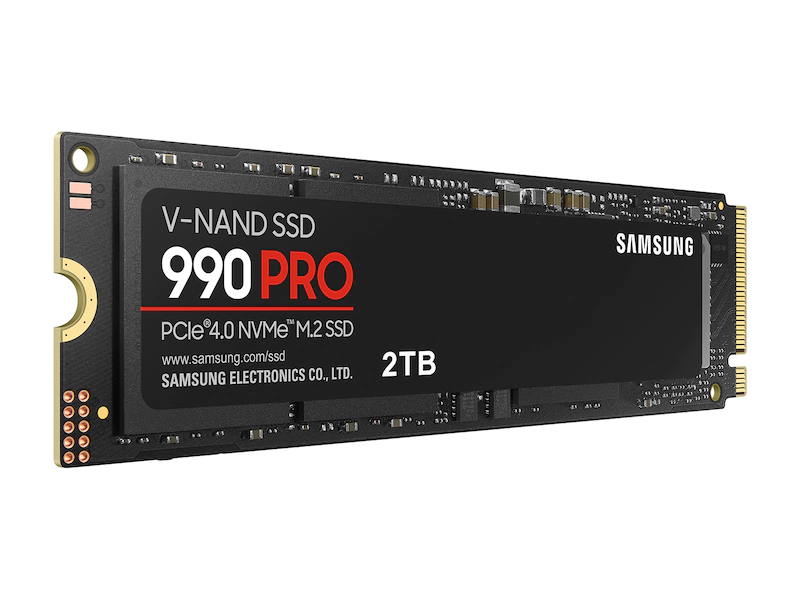 V-NAND SSD
990 PRO
PCIe®4.0 NVMe™ M.2 SSD
www.samsung.com/ssd
SAMSUNG ELECTRONICS CO., LTD.
2TB
SAMSUNG